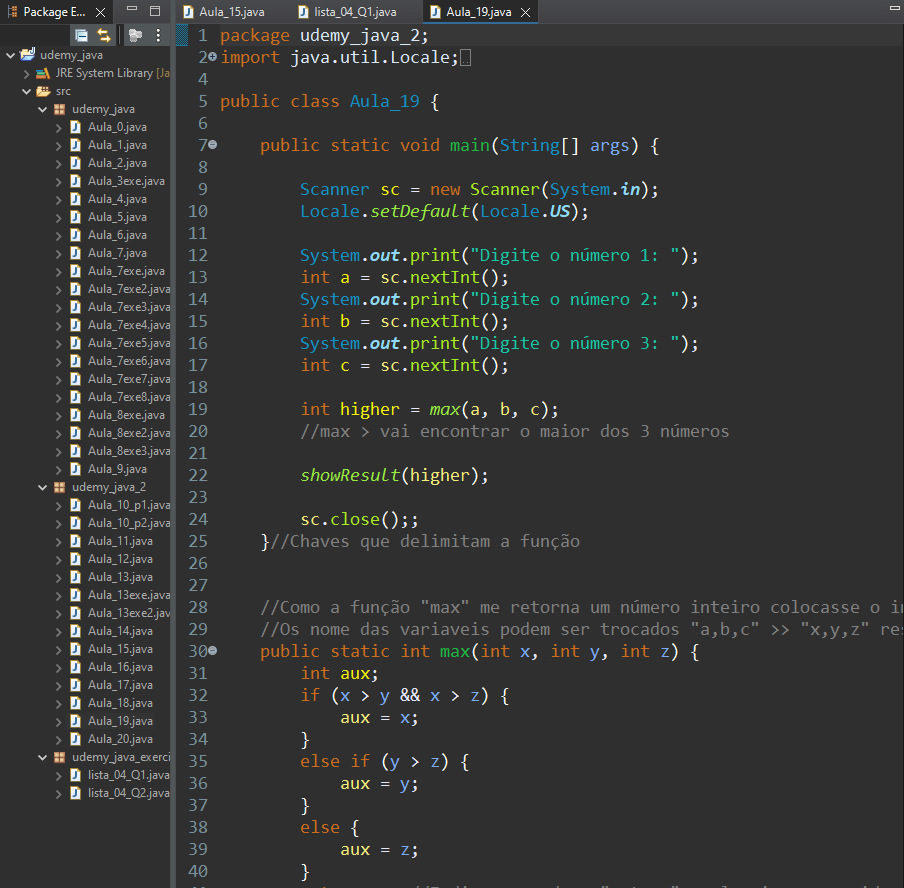 Package E...
udemy_java
JRE System Library [Ja
src
udemy_java
Aula_0.java
Aula_1.java
Aula_2.java
Aula_3exe.java
Aula_4.java
Aula_5.java
Aula_6.java
Aula_7.java
Aula_7exe.java
Aula_7exe2.java
Aula_7exe3.java
Aula_7exe4.java
Aula_7exe5.java
Aula_7exe6.java
Aula_7exe7.java
Aula_7exe8.java
Aula_8exe.java
Aula_8exe2.java
Aula_8exe3.java
Aula_9.java
udemy_java_2
Aula_10_p1.java
Aula_10_p2.java
Aula_11.java
Aula_12.java
Aula_13.java
Aula_13exe.java
Aula_13exe2.jav
Aula_14.java
Aula_15.java
Aula_16.java
Aula_17.java
Aula_18.java
Aula_19.java
Aula_20.java
udemy_java_exerci
lista_04_Q1.java
lista_04_Q2.java
Aula_15.java lista_04_Q1.java Aula_19.java
1 package udemy_java_2;
2 import java.util.Locale;
4
5 public class Aula_19 {
6
7 public static void main(String[] args) {
8
9 Scanner sc = new Scanner(System.in);
10 Locale.setDefault(Locale.US);
11
12 System.out.print("Digite o número 1: ");
13 int a = sc.nextInt();
14 System.out.print("Digite o número 2: ");
15 int b = sc.nextInt();
16 System.out.print("Digite o número 3: ");
17 int c = sc.nextInt();
18
19 int higher = max(a, b, c);
20 //max > vai encontrar o maior dos 3 números
21
22 showResult(higher);
23
24 sc.close();;
25 }//Chaves que delimitam a função
26
27
28 //Como a função "max" me retorna um número inteiro colocasse o i
29 //Os nome das variaveis podem ser trocados "a,b,c" >> "x,y,z" re
30 public static int max(int x, int y, int z) {
31 int aux;
32 if (x > y && x > z) {
33 aux = x;
34 }
35 else if (y > z) {
36 aux = y;
37 }
38 else {
39 aux = z;
40 }